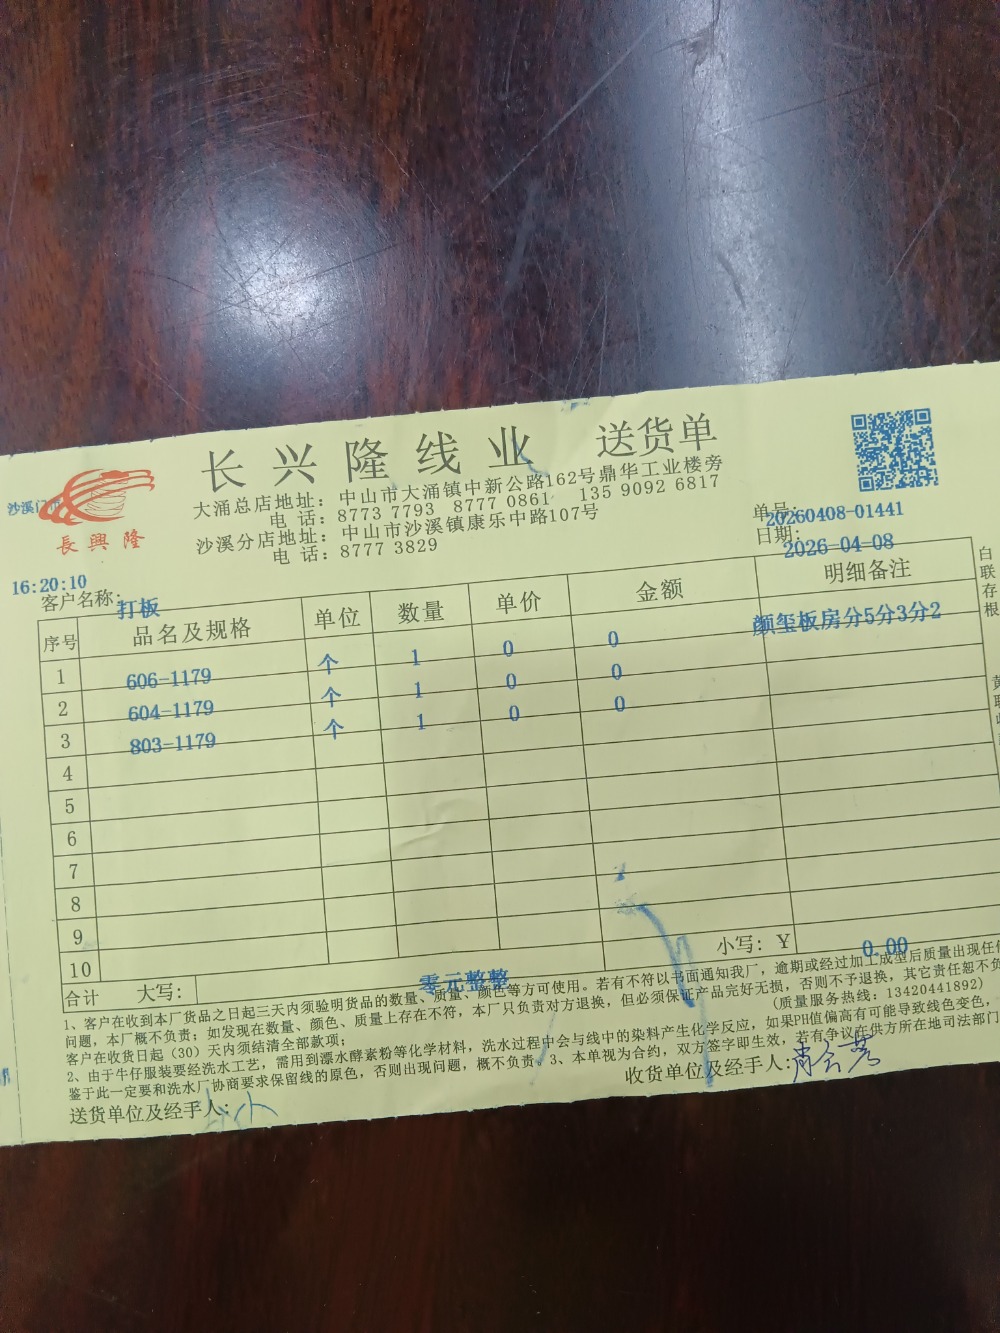 长兴隆线业 送货单
大涌总店地址：中山市大涌镇中新公路162号鼎华工业楼旁
电 话：8773 7793 8777 0861 135 9092 6817
沙溪分店地址：中山市沙溪镇康乐中路107号
电 话：8777 3829
沙溪门
長興隆
单号：20260408-01441
日期：2026-04-08
16:20:10
客户名称：打板
序号 品名及规格 单位 数量 单价 金额 明细备注
1 606-1179 个 1 0 0 颜玺板房分5分3分2
2 604-1179 个 1 0 0
3 803-1179 个 1 0 0
4
5
6
7
8
9
10
合计 大写：零元整整 小写：¥ 0.00
1、客户在收到本厂货品之日起三天内须验明货品的数量、质量、颜色等方可使用。若有不符以书面通知我厂，逾期或经过加工成型后质量出现任何
问题，本厂概不负责；如发现在数量、颜色、质量上存在不符，本厂只负责对方退换，但必须保证产品完好无损，否则不予退换，其它责任恕不负
客户在收货日起（30）天内须结清全部款项；
(质量服务热线：13420441892)
2、由于牛仔服装要经洗水工艺，需用到漂水酵素粉等化学材料，洗水过程中会与线中的染料产生化学反应，如果PH值偏高有可能导致线色变色，
鉴于此一定要和洗水厂协商要求保留线的原色，否则出现问题，概不负责。3、本单视为合约，双方签字即生效，若有争议在供方所在地司法部门
送货单位及经手人：
收货单位及经手人：
白联存根
黄联